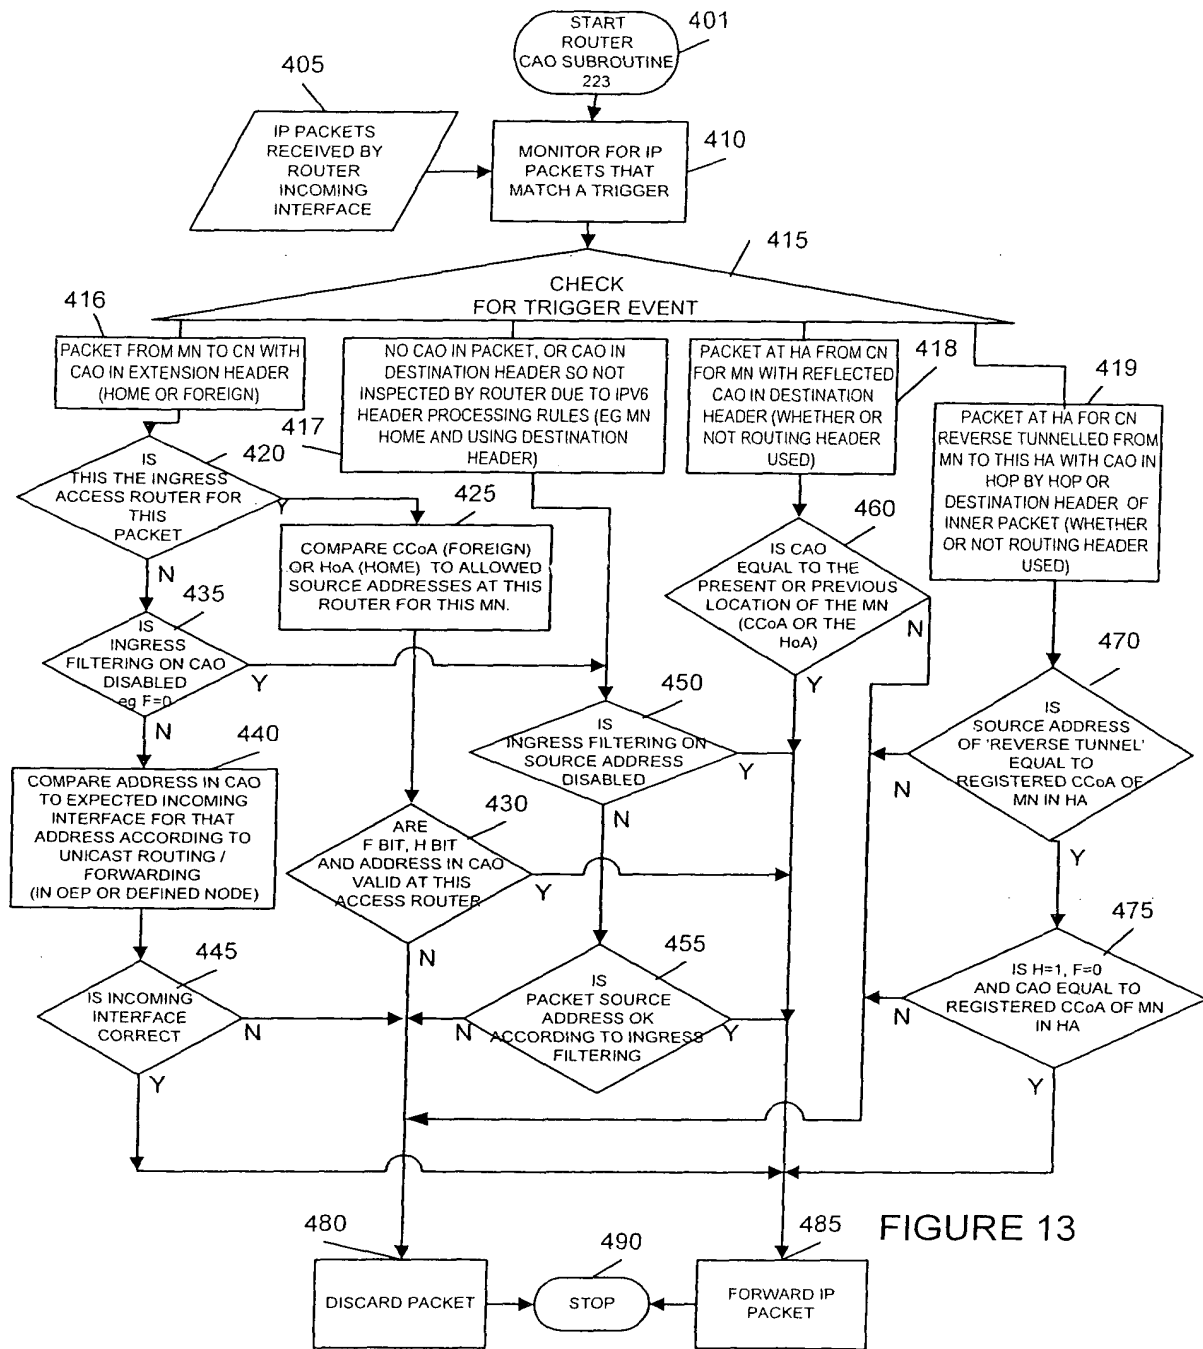 START
ROUTER
CAO SUBROUTINE
223
401
405
IP PACKETS
RECEIVED BY
ROUTER
INCOMING
INTERFACE
MONITOR FOR IP
PACKETS THAT
MATCH A TRIGGER
410
415
CHECK
FOR TRIGGER EVENT
416
PACKET FROM MN TO CN WITH
CAO IN EXTENSION HEADER
(HOME OR FOREIGN)
417
NO CAO IN PACKET, OR CAO IN
DESTINATION HEADER SO NOT
INSPECTED BY ROUTER DUE TO IPV6
HEADER PROCESSING RULES (EG MN
HOME AND USING DESTINATION
HEADER)
418
PACKET AT HA FROM CN
FOR MN WITH REFLECTED
CAO IN DESTINATION
HEADER (WHETHER OR
NOT ROUTING HEADER
USED)
419
PACKET AT HA FOR CN
REVERSE TUNNELLED FROM
MN TO THIS HA WITH CAO IN
HOP BY HOP OR
DESTINATION HEADER OF
INNER PACKET (WHETHER
OR NOT ROUTING HEADER
USED)
420
IS
THIS THE INGRESS
ACCESS ROUTER FOR
THIS
PACKET
Y
N
425
COMPARE CCoA (FOREIGN)
OR HoA (HOME) TO ALLOWED
SOURCE ADDRESSES AT THIS
ROUTER FOR THIS MN.
460
IS CAO
EQUAL TO THE
PRESENT OR PREVIOUS
LOCATION OF THE MN
(CCoA OR THE
HoA)
N
Y
435
IS
INGRESS
FILTERING ON CAO
DISABLED
eg F=0
Y
N
450
IS
INGRESS FILTERING ON
SOURCE ADDRESS
DISABLED
Y
N
470
IS
SOURCE ADDRESS
OF 'REVERSE TUNNEL'
EQUAL TO
REGISTERED CCoA OF
MN IN HA
N
Y
440
COMPARE ADDRESS IN CAO
TO EXPECTED INCOMING
INTERFACE FOR THAT
ADDRESS ACCORDING TO
UNICAST ROUTING /
FORWARDING
(IN OEP OR DEFINED NODE)
430
ARE
F BIT, H BIT
AND ADDRESS IN CAO
VALID AT THIS
ACCESS ROUTER
Y
N
445
IS INCOMING
INTERFACE
CORRECT
N
Y
455
IS
PACKET SOURCE
ADDRESS OK
ACCORDING TO INGRESS
FILTERING
N
Y
475
IS H=1, F=0
AND CAO EQUAL TO
REGISTERED CCoA OF MN
IN HA
N
Y
480
DISCARD PACKET
490
STOP
485
FORWARD IP
PACKET
FIGURE 13